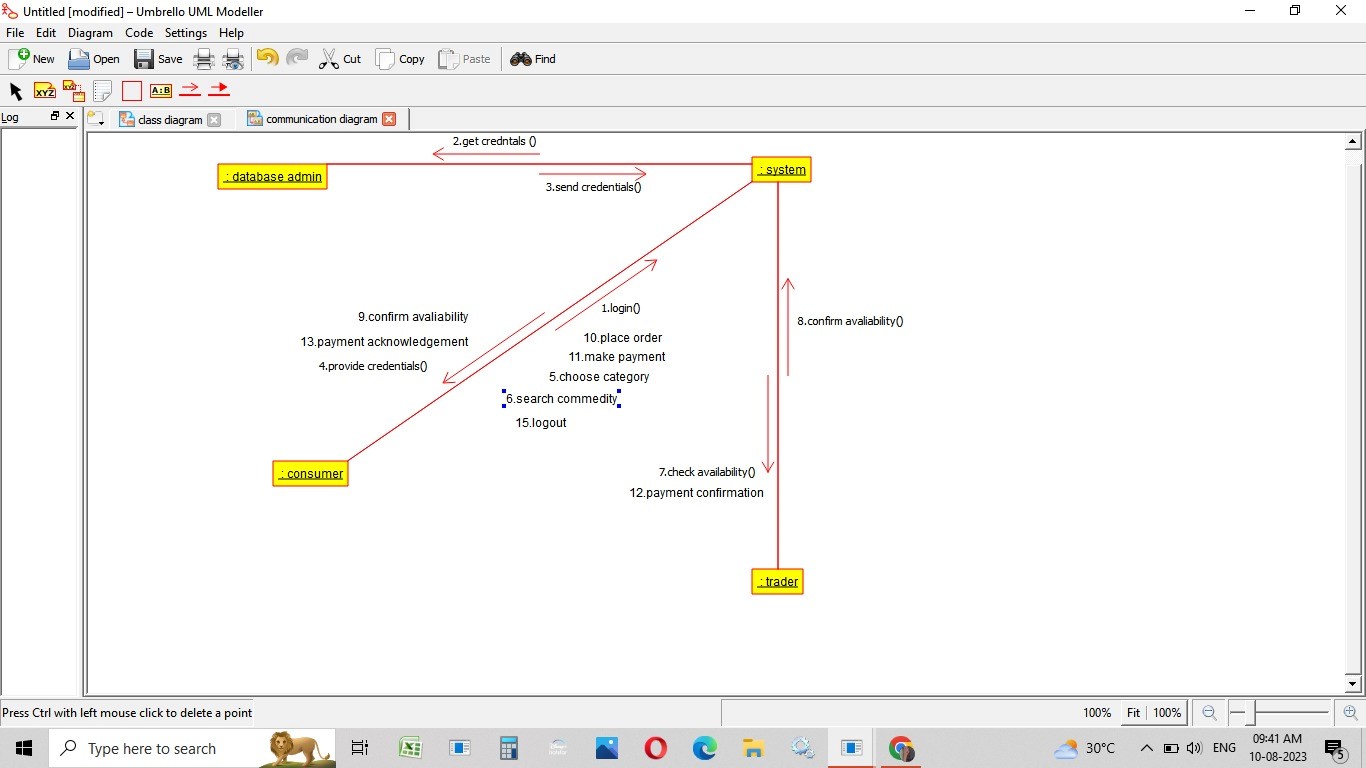 Untitled [modified] – Umbrello UML Modeller
File Edit Diagram Code Settings Help
New Open Save Cut Copy Paste Find
XYZ XYZ A:B
Log class diagram communication diagram
2.get credntals ()
: database admin : system
3.send credentials()
1.login()
9.confirm avaliability 8.confirm avaliability()
10.place order
13.payment acknowledgement
11.make payment
4.provide credentials()
5.choose category
6.search commedity
15.logout
: consumer 7.check availability()
12.payment confirmation
: trader
Press Ctrl with left mouse click to delete a point 100% Fit 100%
Type here to search 30°C ENG 09:41 AM
10-08-2023 5